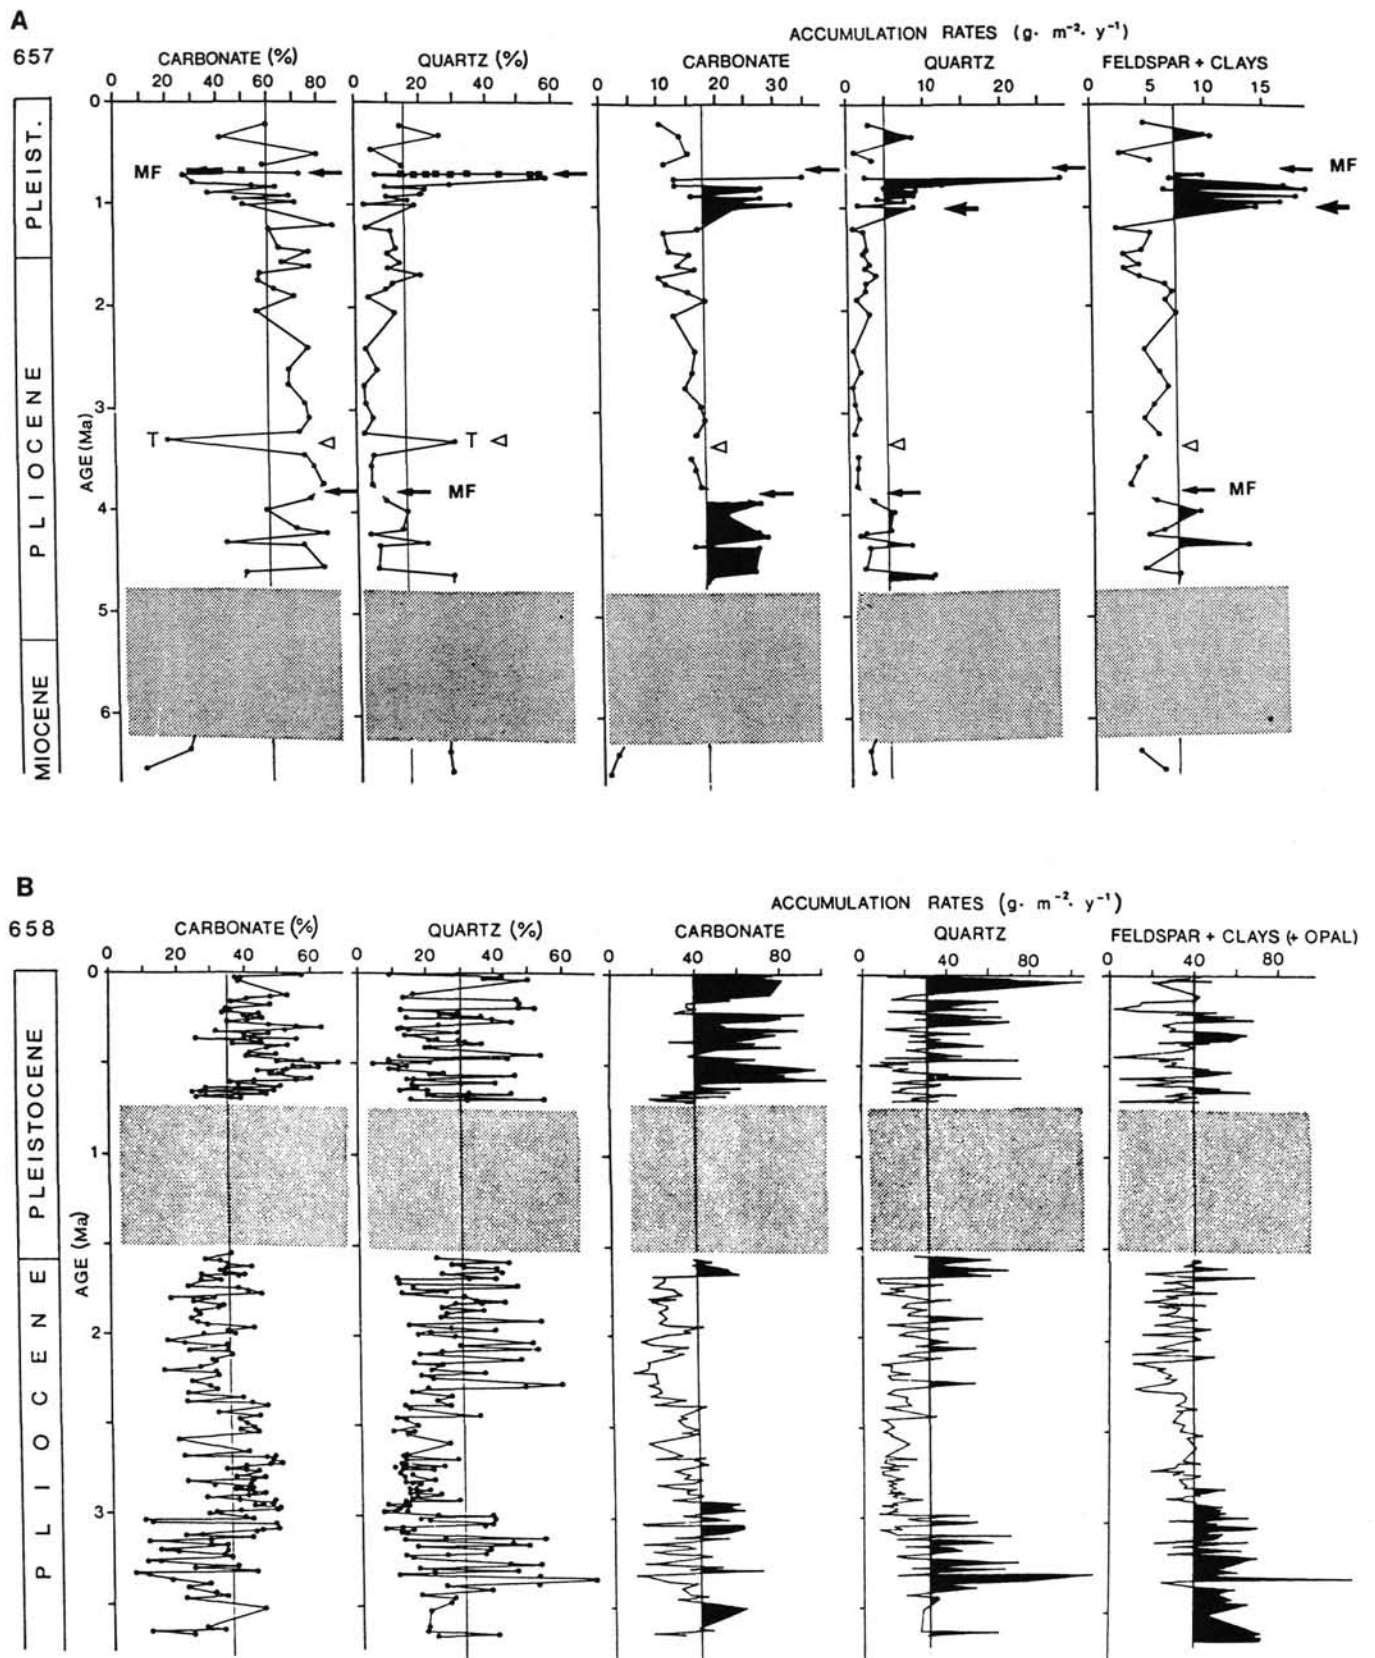 A
657
ACCUMULATION RATES (g· m⁻²· y⁻¹)
CARBONATE (%)
QUARTZ (%)
CARBONATE
QUARTZ
FELDSPAR + CLAYS
0 20 40 60 80
0 20 40 60
0 10 20 30
0 10 20
0 5 10 15
0
1
2
3
4
5
6
AGE (Ma)
PLEIST.
PLIOCENE
MIOCENE
MF
MF
T
T
MF
MF
B
658
ACCUMULATION RATES (g· m⁻²· y⁻¹)
CARBONATE (%)
QUARTZ (%)
CARBONATE
QUARTZ
FELDSPAR + CLAYS (+ OPAL)
0 20 40 60
0 20 40 60
0 40 80
0 40 80
0 40 80
0
1
2
3
AGE (Ma)
PLEISTOCENE
PLIOCENE